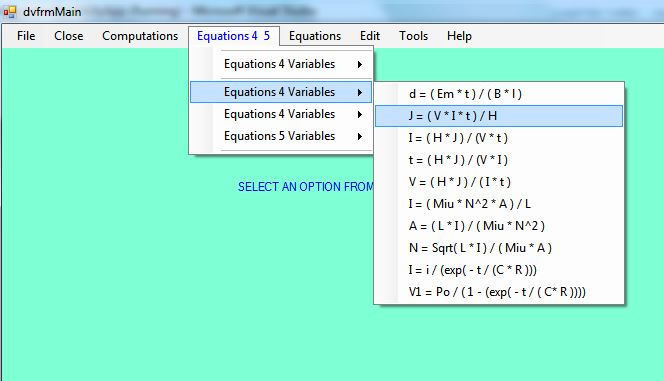 dvfrmMain
File Close Computations Equations 4 5 Equations Edit Tools Help
Equations 4 Variables
Equations 4 Variables
Equations 4 Variables
Equations 5 Variables
d = ( Em * t ) / ( B * I )
J = ( V * I * t ) / H
I = ( H * J ) / (V * t )
t = ( H * J ) / (V * I )
V = ( H * J ) / ( I * t )
I = ( Miu * N^2 * A ) / L
A = ( L * I ) / ( Miu * N^2 )
N = Sqrt( L * I ) / ( Miu * A )
I = i / (exp( - t / (C * R )))
V1 = Po / ( 1 - (exp( - t / ( C* R ))))
SELECT AN OPTION FROM